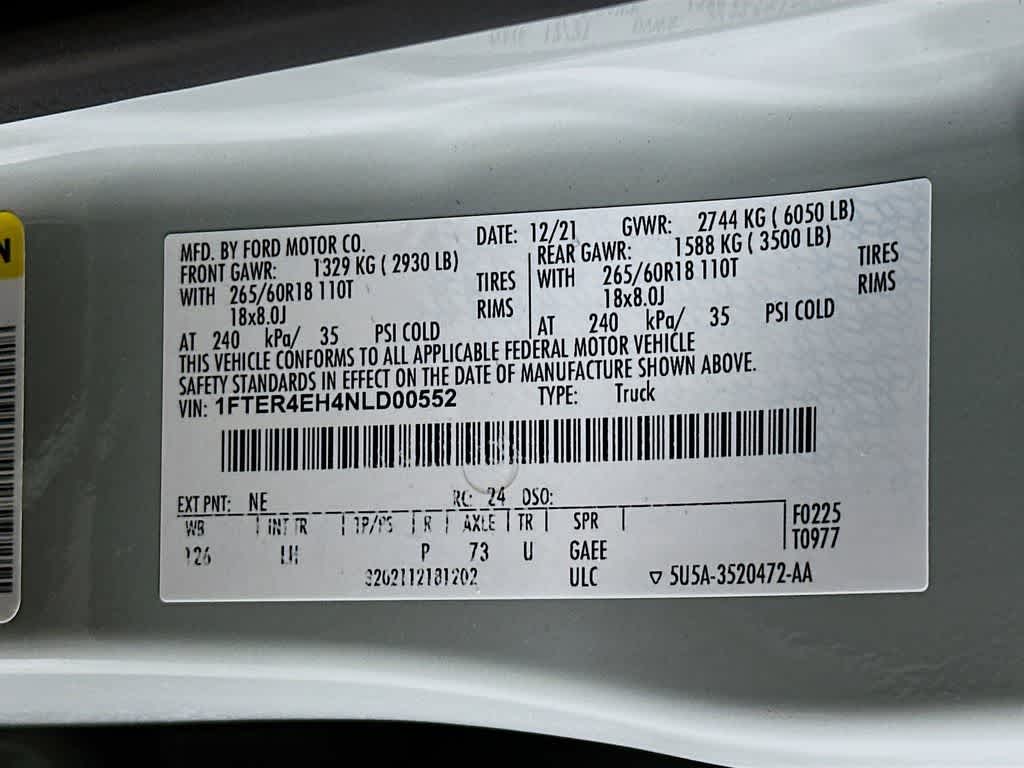 N
MFD. BY FORD MOTOR CO. DATE: 12/21 GVWR: 2744 KG ( 6050 LB)
FRONT GAWR: 1329 KG ( 2930 LB) REAR GAWR: 1588 KG ( 3500 LB)
WITH 265/60R18 110T TIRES WITH 265/60R18 110T TIRES
18x8.0J RIMS 18x8.0J RIMS
AT 240 kPa/ 35 PSI COLD AT 240 kPa/ 35 PSI COLD
THIS VEHICLE CONFORMS TO ALL APPLICABLE FEDERAL MOTOR VEHICLE
SAFETY STANDARDS IN EFFECT ON THE DATE OF MANUFACTURE SHOWN ABOVE.
VIN: 1FTER4EH4NLD00552 TYPE: Truck
EXT PNT: NE RC: 24 DSO:
WB INT TR TP/PS R AXLE TR SPR F0225
126 LH P 73 U GAEE T0977
ULC ▽ 5U5A-3520472-AA